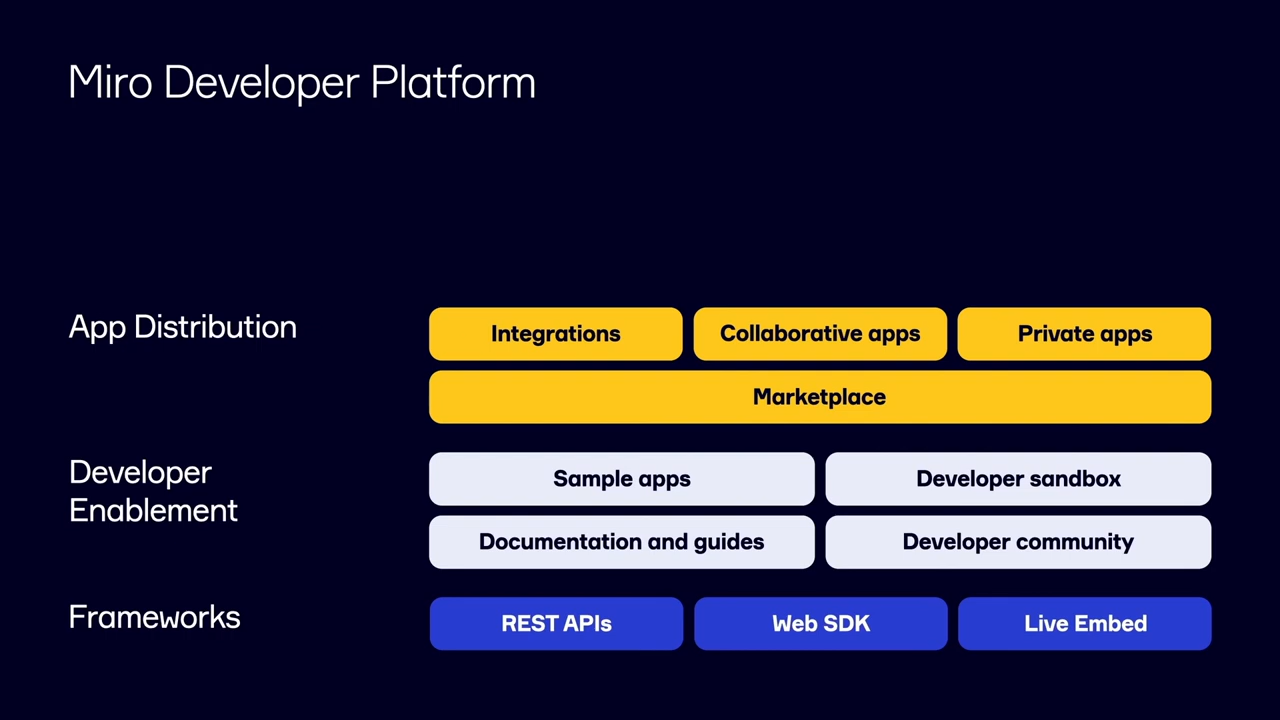 Miro Developer Platform
App Distribution
Integrations
Collaborative apps
Private apps
Marketplace
Developer
Enablement
Sample apps
Developer sandbox
Documentation and guides
Developer community
Frameworks
REST APIs
Web SDK
Live Embed